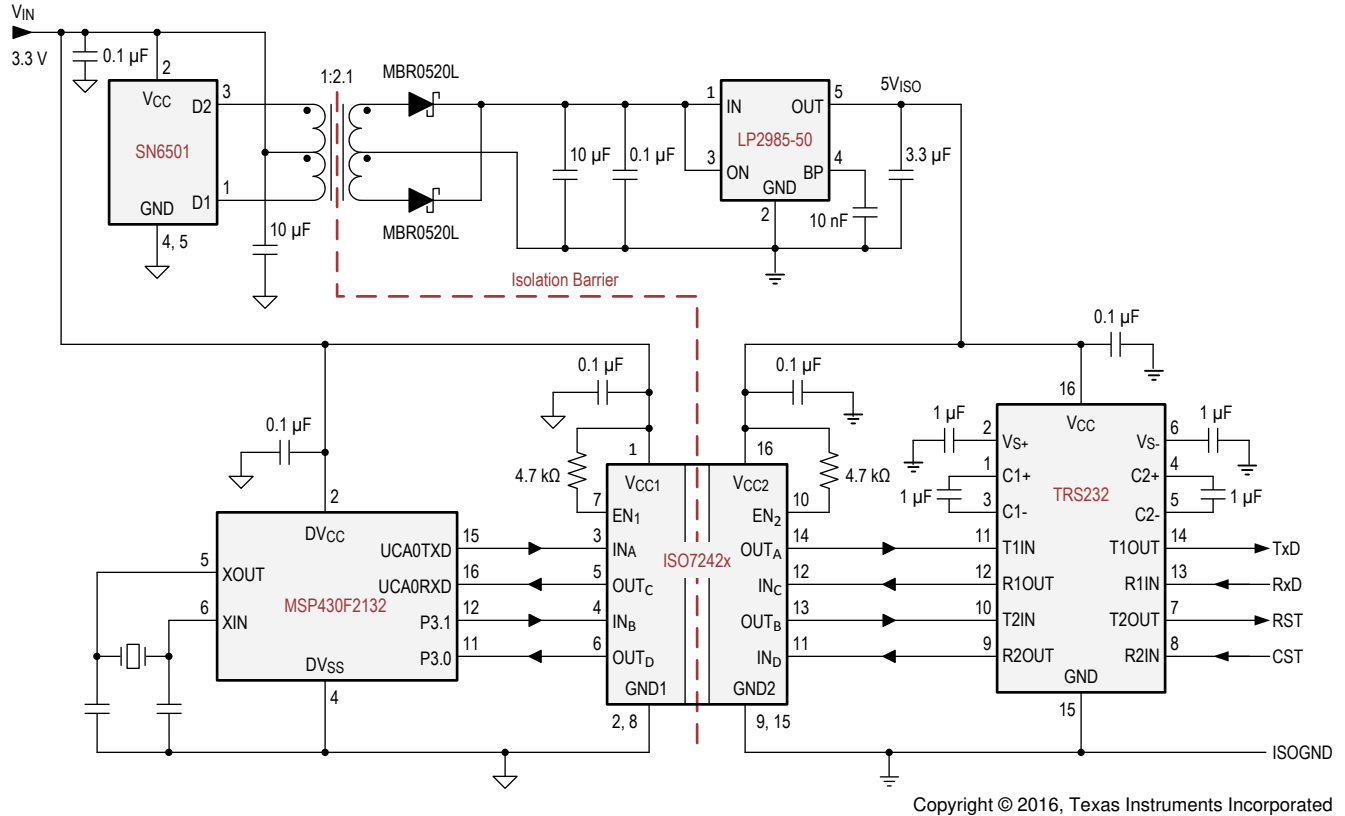 VIN
3.3 V
0.1 µF
2
VCC
D2
3
SN6501
D1
1
GND
4, 5
10 µF
1:2.1
MBR0520L
MBR0520L
10 µF
0.1 µF
1
IN
OUT
5
LP2985-50
3
ON
BP
4
GND
2
10 nF
5VISO
3.3 µF
Isolation Barrier
0.1 µF
2
DVCC
5
XOUT
UCA0TXD
15
UCA0RXD
16
MSP430F2132
6
XIN
P3.1
12
P3.0
11
DVSS
4
0.1 µF
4.7 kΩ
1
VCC1
7
EN1
3
INA
5
OUTC
4
INB
6
OUTD
GND1
2, 8
ISO7242x
0.1 µF
4.7 kΩ
16
VCC2
10
EN2
14
OUTA
12
INC
13
OUTB
11
IND
GND2
9, 15
0.1 µF
16
VCC
1 µF
2
VS+
VS-
6
1 µF
1
C1+
C2+
4
1 µF
TRS232
1 µF
3
C1-
C2-
5
11
T1IN
T1OUT
14
TxD
12
R1OUT
R1IN
13
RxD
10
T2IN
T2OUT
7
RST
9
R2OUT
R2IN
8
CST
GND
15
ISOGND
Copyright © 2016, Texas Instruments Incorporated